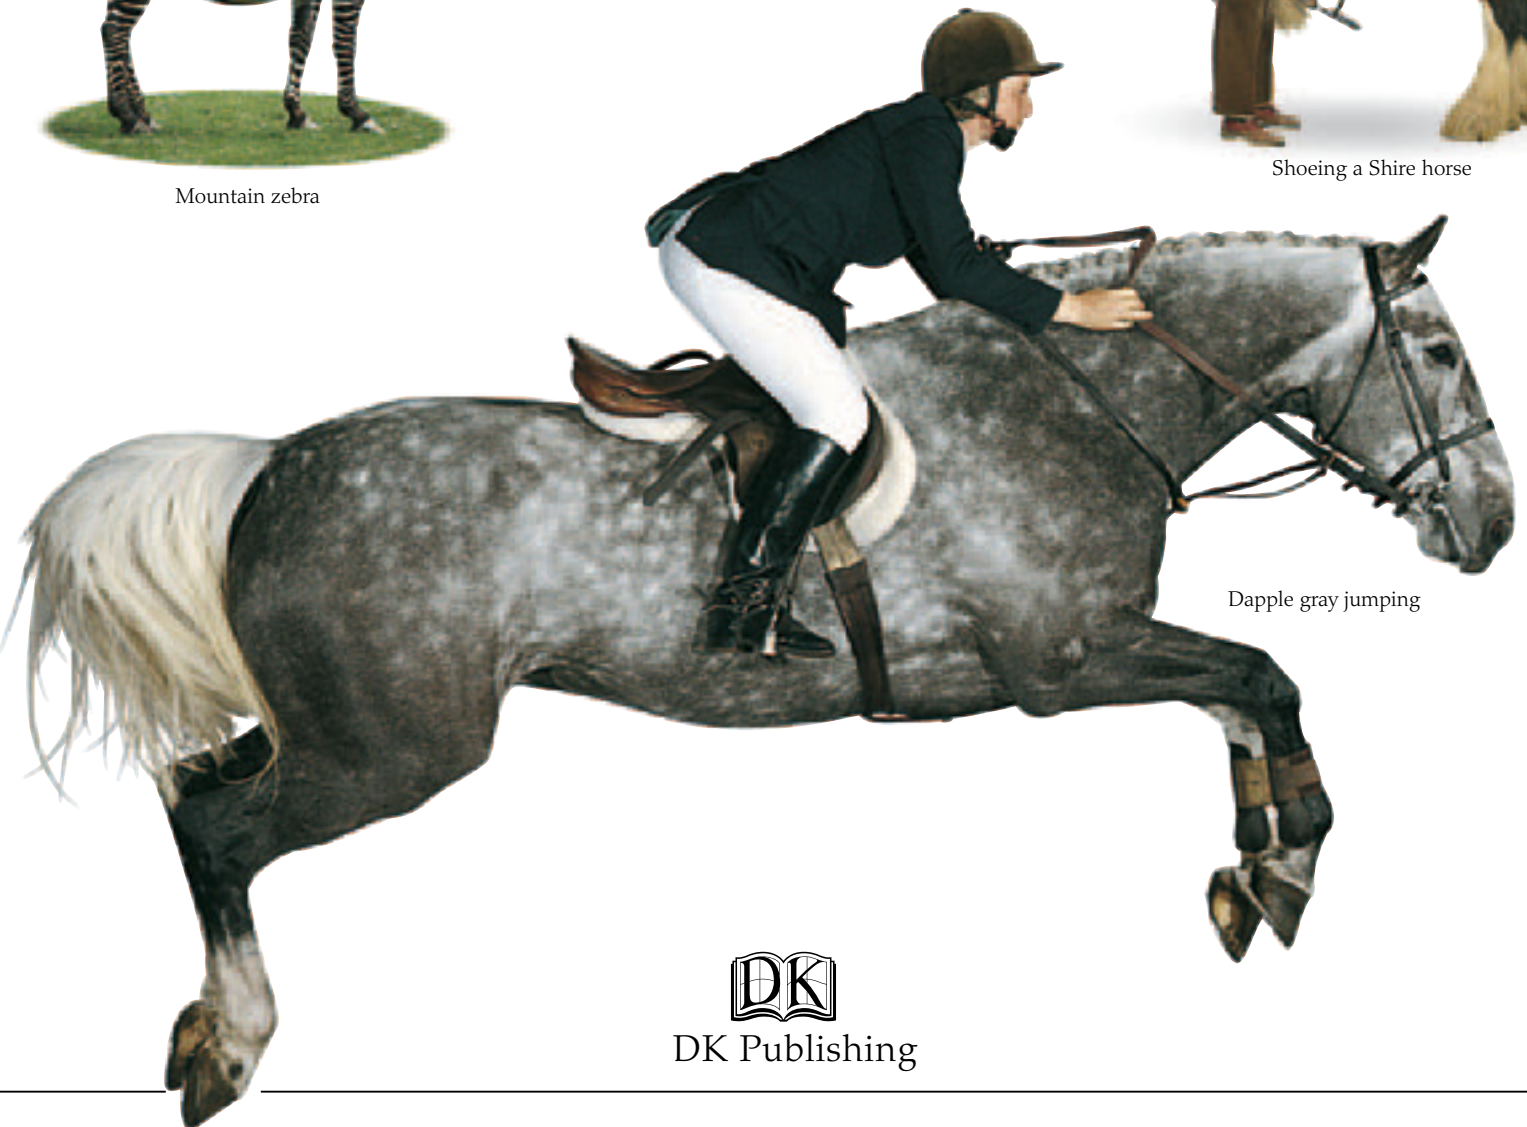 Mountain zebra
Shoeing a Shire horse
Dapple gray jumping
DK
DK Publishing